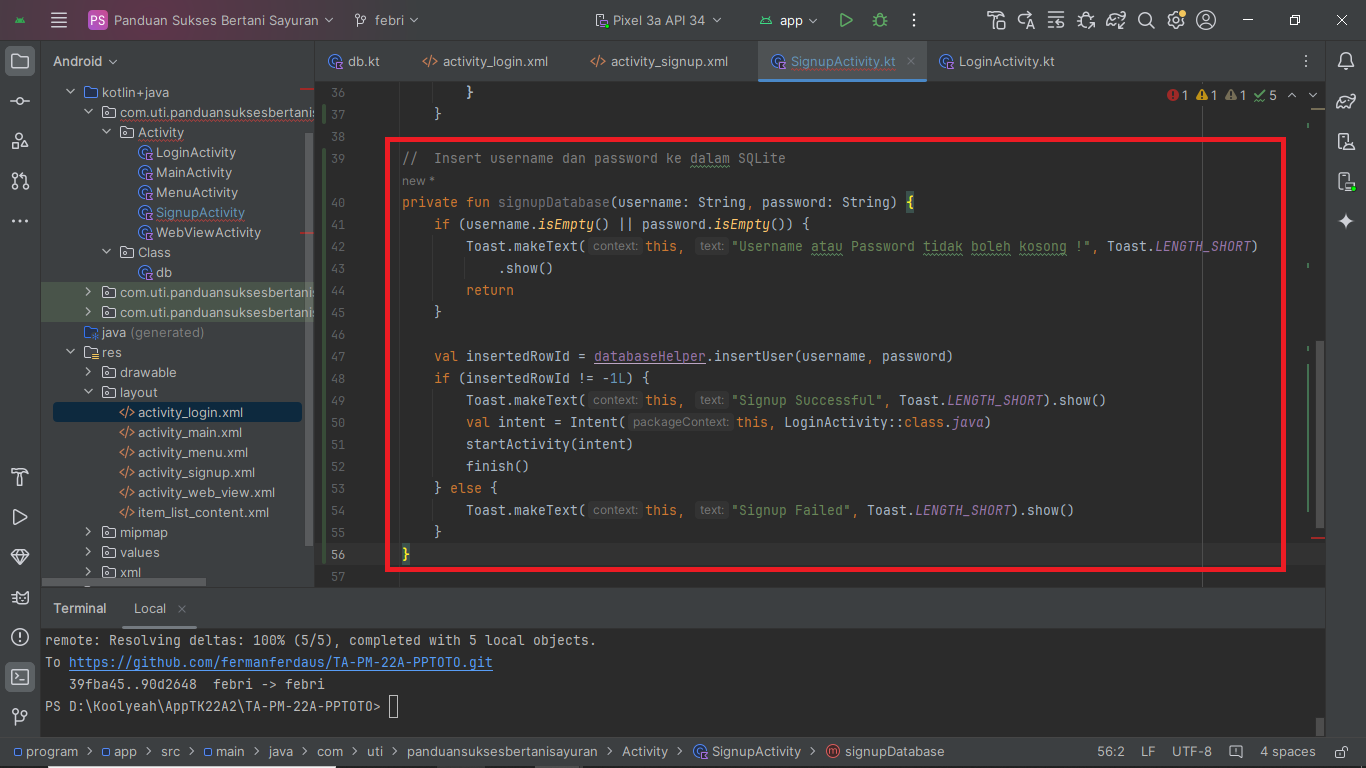 PS Panduan Sukses Bertani Sayuran febri Pixel 3a API 34 app
Android
kotlin+java
com.uti.panduansuksesbertanis
Activity
LoginActivity
MainActivity
MenuActivity
SignupActivity
WebViewActivity
Class
db
com.uti.panduansuksesbertanis
com.uti.panduansuksesbertanis
java (generated)
res
drawable
layout
activity_login.xml
activity_main.xml
activity_menu.xml
activity_signup.xml
activity_web_view.xml
item_list_content.xml
mipmap
values
xml
db.kt activity_login.xml activity_signup.xml SignupActivity.kt LoginActivity.kt
1 1 1 5
36 }
37 }
38
39 // Insert username dan password ke dalam SQLite
new *
40 private fun signupDatabase(username: String, password: String) {
41 if (username.isEmpty() || password.isEmpty()) {
42 Toast.makeText( context: this, text: "Username atau Password tidak boleh kosong !", Toast.LENGTH_SHORT)
43 .show()
44 return
45 }
46
47 val insertedRowId = databaseHelper.insertUser(username, password)
48 if (insertedRowId != -1L) {
49 Toast.makeText( context: this, text: "Signup Successful", Toast.LENGTH_SHORT).show()
50 val intent = Intent( packageContext: this, LoginActivity::class.java)
51 startActivity(intent)
52 finish()
53 } else {
54 Toast.makeText( context: this, text: "Signup Failed", Toast.LENGTH_SHORT).show()
55 }
56 }
57
Terminal Local
remote: Resolving deltas: 100% (5/5), completed with 5 local objects.
To https://github.com/fermanferdaus/TA-PM-22A-PPTOTO.git
39fba45..90d2648 febri -> febri
PS D:\Koolyeah\AppTK22A2\TA-PM-22A-PPTOTO>
program > app > src > main > java > com > uti > panduansuksesbertanisayuran > Activity > SignupActivity > signupDatabase 56:2 LF UTF-8 4 spaces